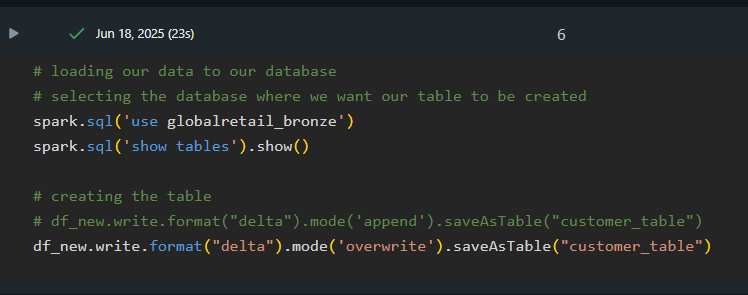 Jun 18, 2025 (23s)
6
# loading our data to our database
# selecting the database where we want our table to be created
spark.sql('use globalretail_bronze')
spark.sql('show tables').show()
# creating the table
# df_new.write.format("delta").mode('append').saveAsTable("customer_table")
df_new.write.format("delta").mode('overwrite').saveAsTable("customer_table")